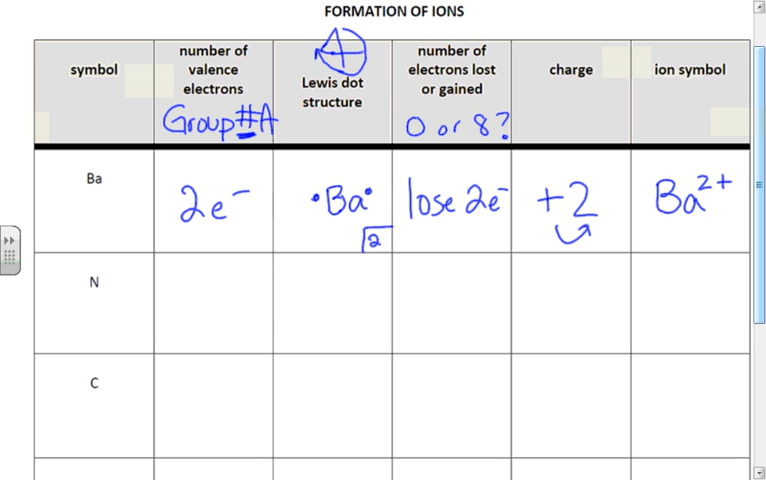 FORMATION OF IONS
symbol
number of
valence
electrons
Group #A
Lewis dot
structure
number of
electrons lost
or gained
0 or 8?
charge
ion symbol
Ba
2e⁻
•Ba•
2
lose 2e⁻
+2
Ba²⁺
N
C